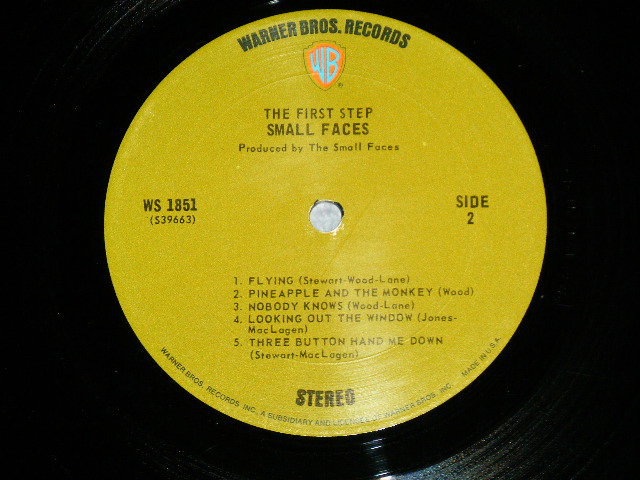 WARNER BROS. RECORDS
WB
®
THE FIRST STEP
SMALL FACES
Produced by The Small Faces
WS 1851
(S39663)
SIDE
2
1. FLYING (Stewart-Wood-Lane)
2. PINEAPPLE AND THE MONKEY (Wood)
3. NOBODY KNOWS (Wood-Lane)
4. LOOKING OUT THE WINDOW (Jones-
MacLagen)
5. THREE BUTTON HAND ME DOWN
(Stewart-MacLagen)
STEREO
WARNER BROS. RECORDS INC., A SUBSIDIARY AND LICENSEE OF WARNER BROS. INC.
MADE IN U.S.A.